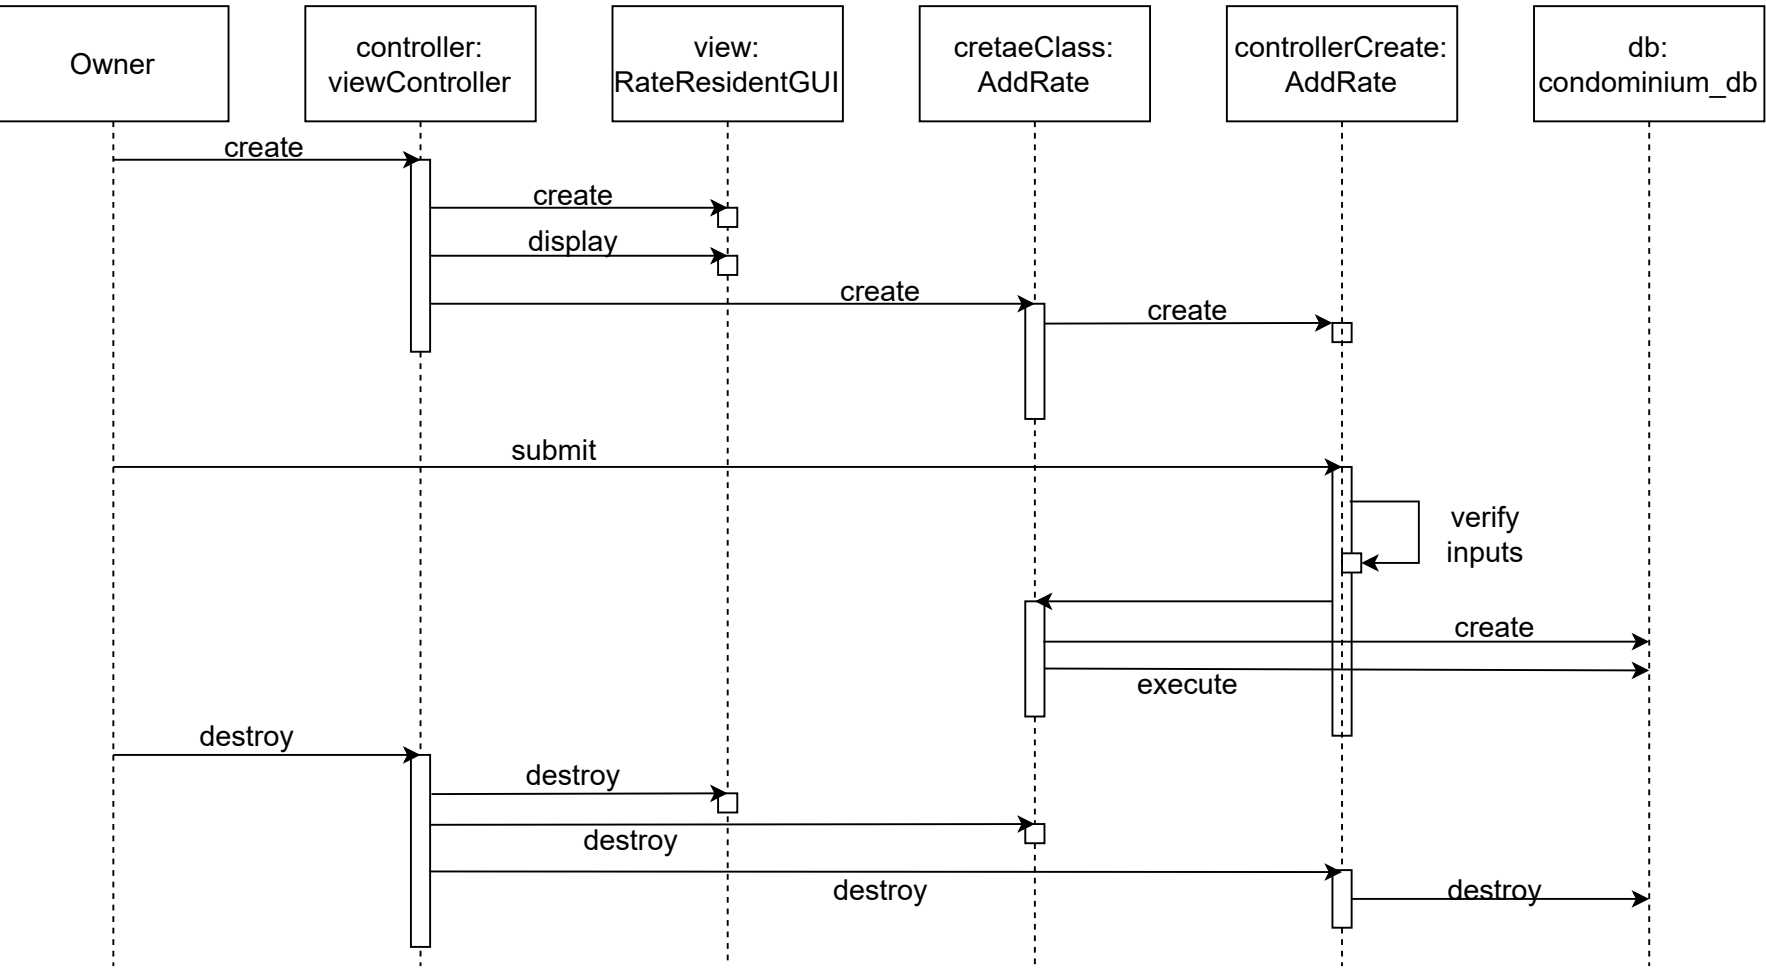 Owner
controller:
viewController
view:
RateResidentGUI
cretaeClass:
AddRate
controllerCreate:
AddRate
db:
condominium_db
create
create
display
create
create
submit
verify
inputs
create
execute
destroy
destroy
destroy
destroy
destroy